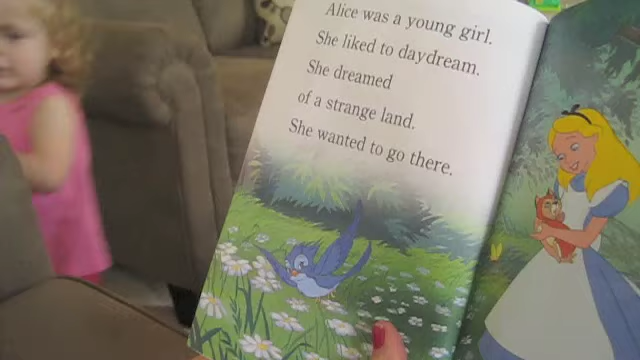 Alice was a young girl.
She liked to daydream.
She dreamed
of a strange land.
She wanted to go there.